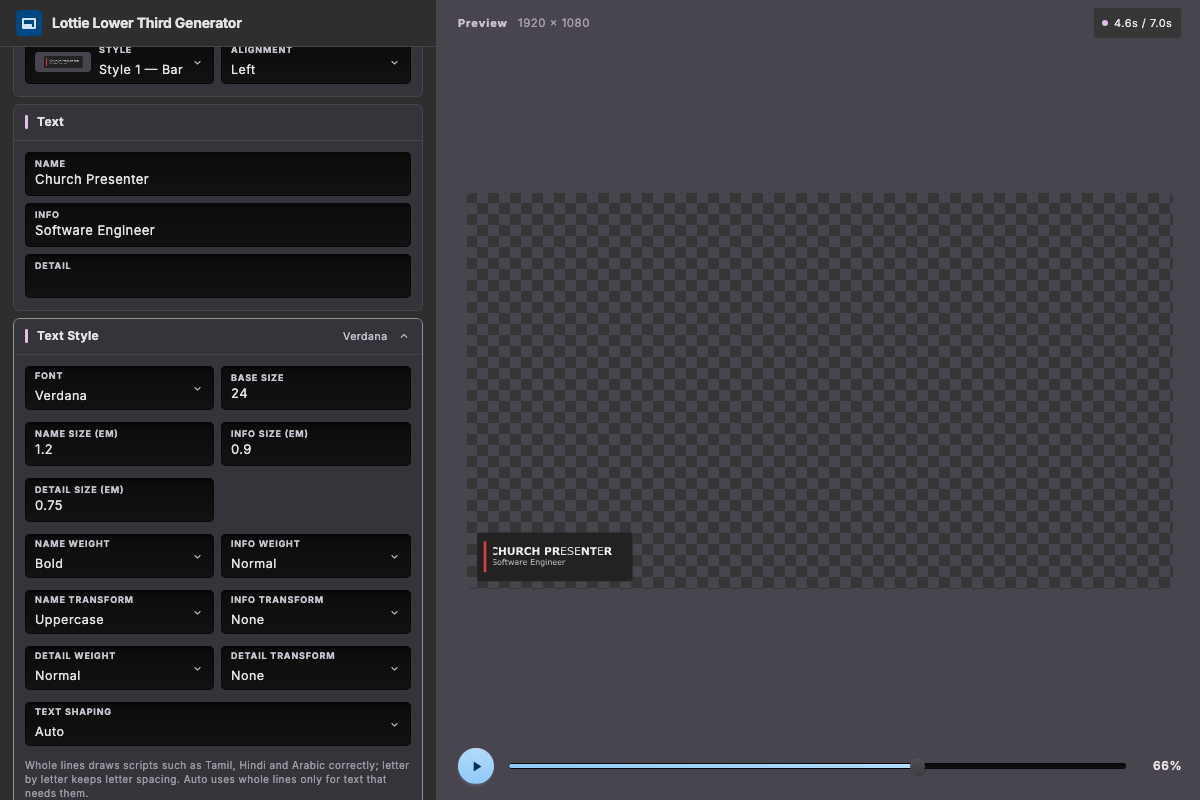 Lottie Lower Third Generator
STYLE
Style 1 — Bar
ALIGNMENT
Left
Text
NAME
Church Presenter
INFO
Software Engineer
DETAIL
Text Style
Verdana
FONT
Verdana
BASE SIZE
24
NAME SIZE (EM)
1.2
INFO SIZE (EM)
0.9
DETAIL SIZE (EM)
0.75
NAME WEIGHT
Bold
INFO WEIGHT
Normal
NAME TRANSFORM
Uppercase
INFO TRANSFORM
None
DETAIL WEIGHT
Normal
DETAIL TRANSFORM
None
TEXT SHAPING
Auto
Whole lines draws scripts such as Tamil, Hindi and Arabic correctly; letter
by letter keeps letter spacing. Auto uses whole lines only for text that
needs them.
Preview 1920 × 1080
4.6s / 7.0s
CHURCH PRESENTER
Software Engineer
66%